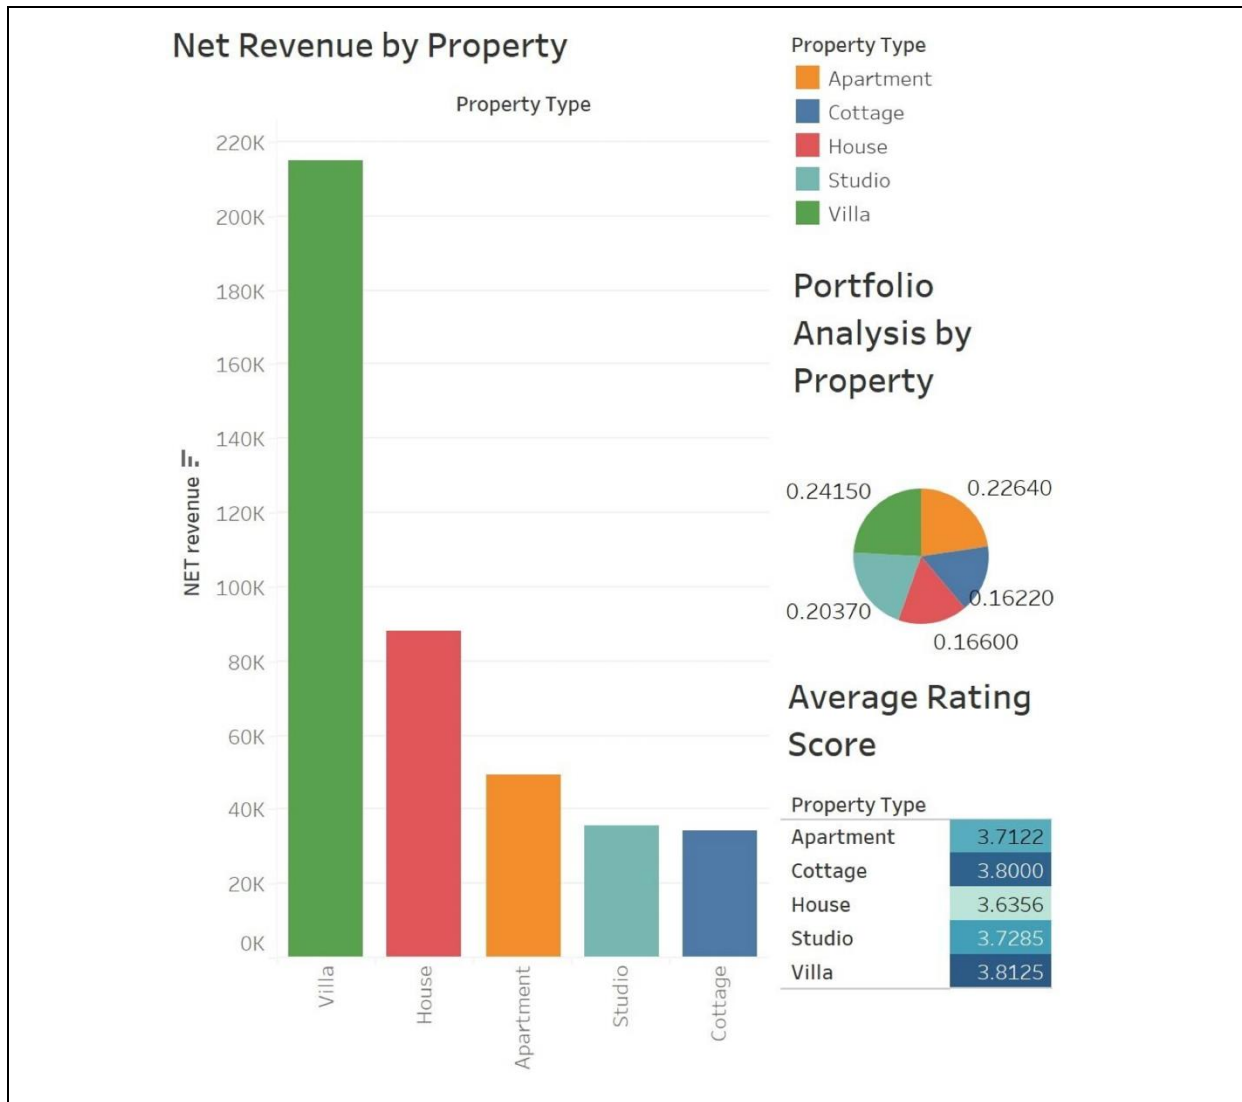 Net Revenue by Property
Property Type
220K
200K
180K
160K
140K
120K
100K
80K
60K
40K
20K
0K
NET revenue
Villa
House
Apartment
Studio
Cottage
Property Type
Apartment
Cottage
House
Studio
Villa
Portfolio
Analysis by
Property
0.24150
0.22640
0.20370
0.16220
0.16600
Average Rating
Score
Property Type
Apartment 3.7122
Cottage 3.8000
House 3.6356
Studio 3.7285
Villa 3.8125